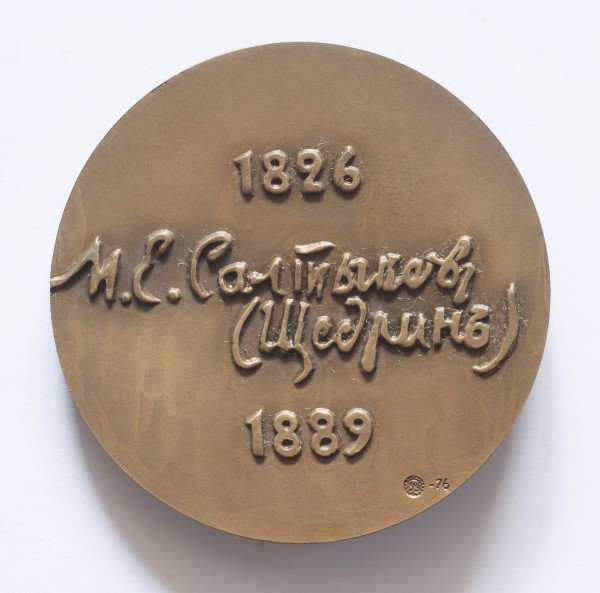 1826
М.Е. Салтыковъ
(Щедринъ)
1889
-76